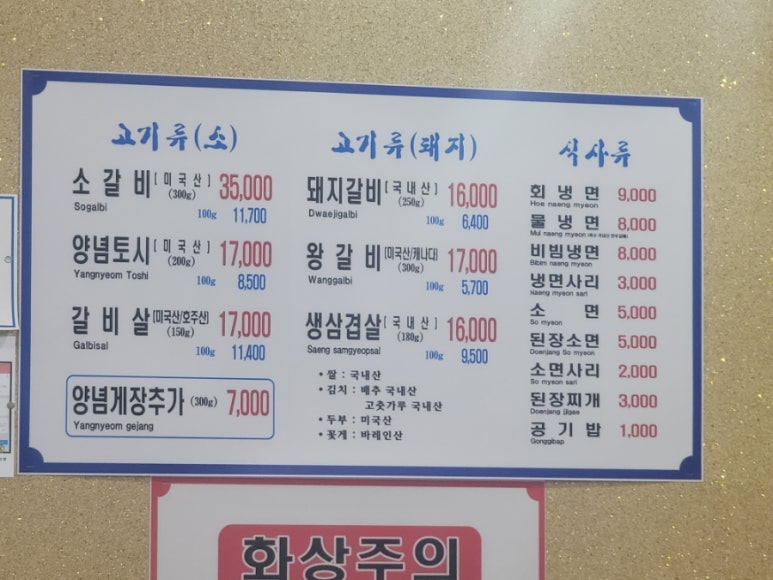 고기류(소)
소갈비[미국산] (300g) 35,000
Sogalbi
100g 11,700
양념토시[미국산] (200g) 17,000
Yangnyeom Toshi
100g 8,500
갈비살[미국산/호주산] (150g) 17,000
Galbisal
100g 11,400
양념게장추가 (300g) 7,000
Yangnyeom gejang
고기류(돼지)
돼지갈비[국내산] (250g) 16,000
Dwaejigalbi
100g 6,400
왕갈비[미국산/캐나다] (300g) 17,000
Wanggalbi
100g 5,700
생삼겹살[국내산] (180g) 16,000
Saeng samgyeopsal
100g 9,500
• 쌀 : 국내산
• 김치 : 배추 국내산
고춧가루 국내산
• 두부 : 미국산
• 꽃게 : 바레인산
식사류
회냉면 9,000
Hoe naeng myeon
물냉면 8,000
Mul naeng myeon
비빔냉면 8,000
Bibim naeng myeon
냉면사리 3,000
Naeng myeon sari
소면 5,000
So myeon
된장소면 5,000
Doenjang So myeon
소면사리 2,000
So myeon sari
된장찌개 3,000
Doenjang jjigae
공기밥 1,000
Gonggibap
화상주의